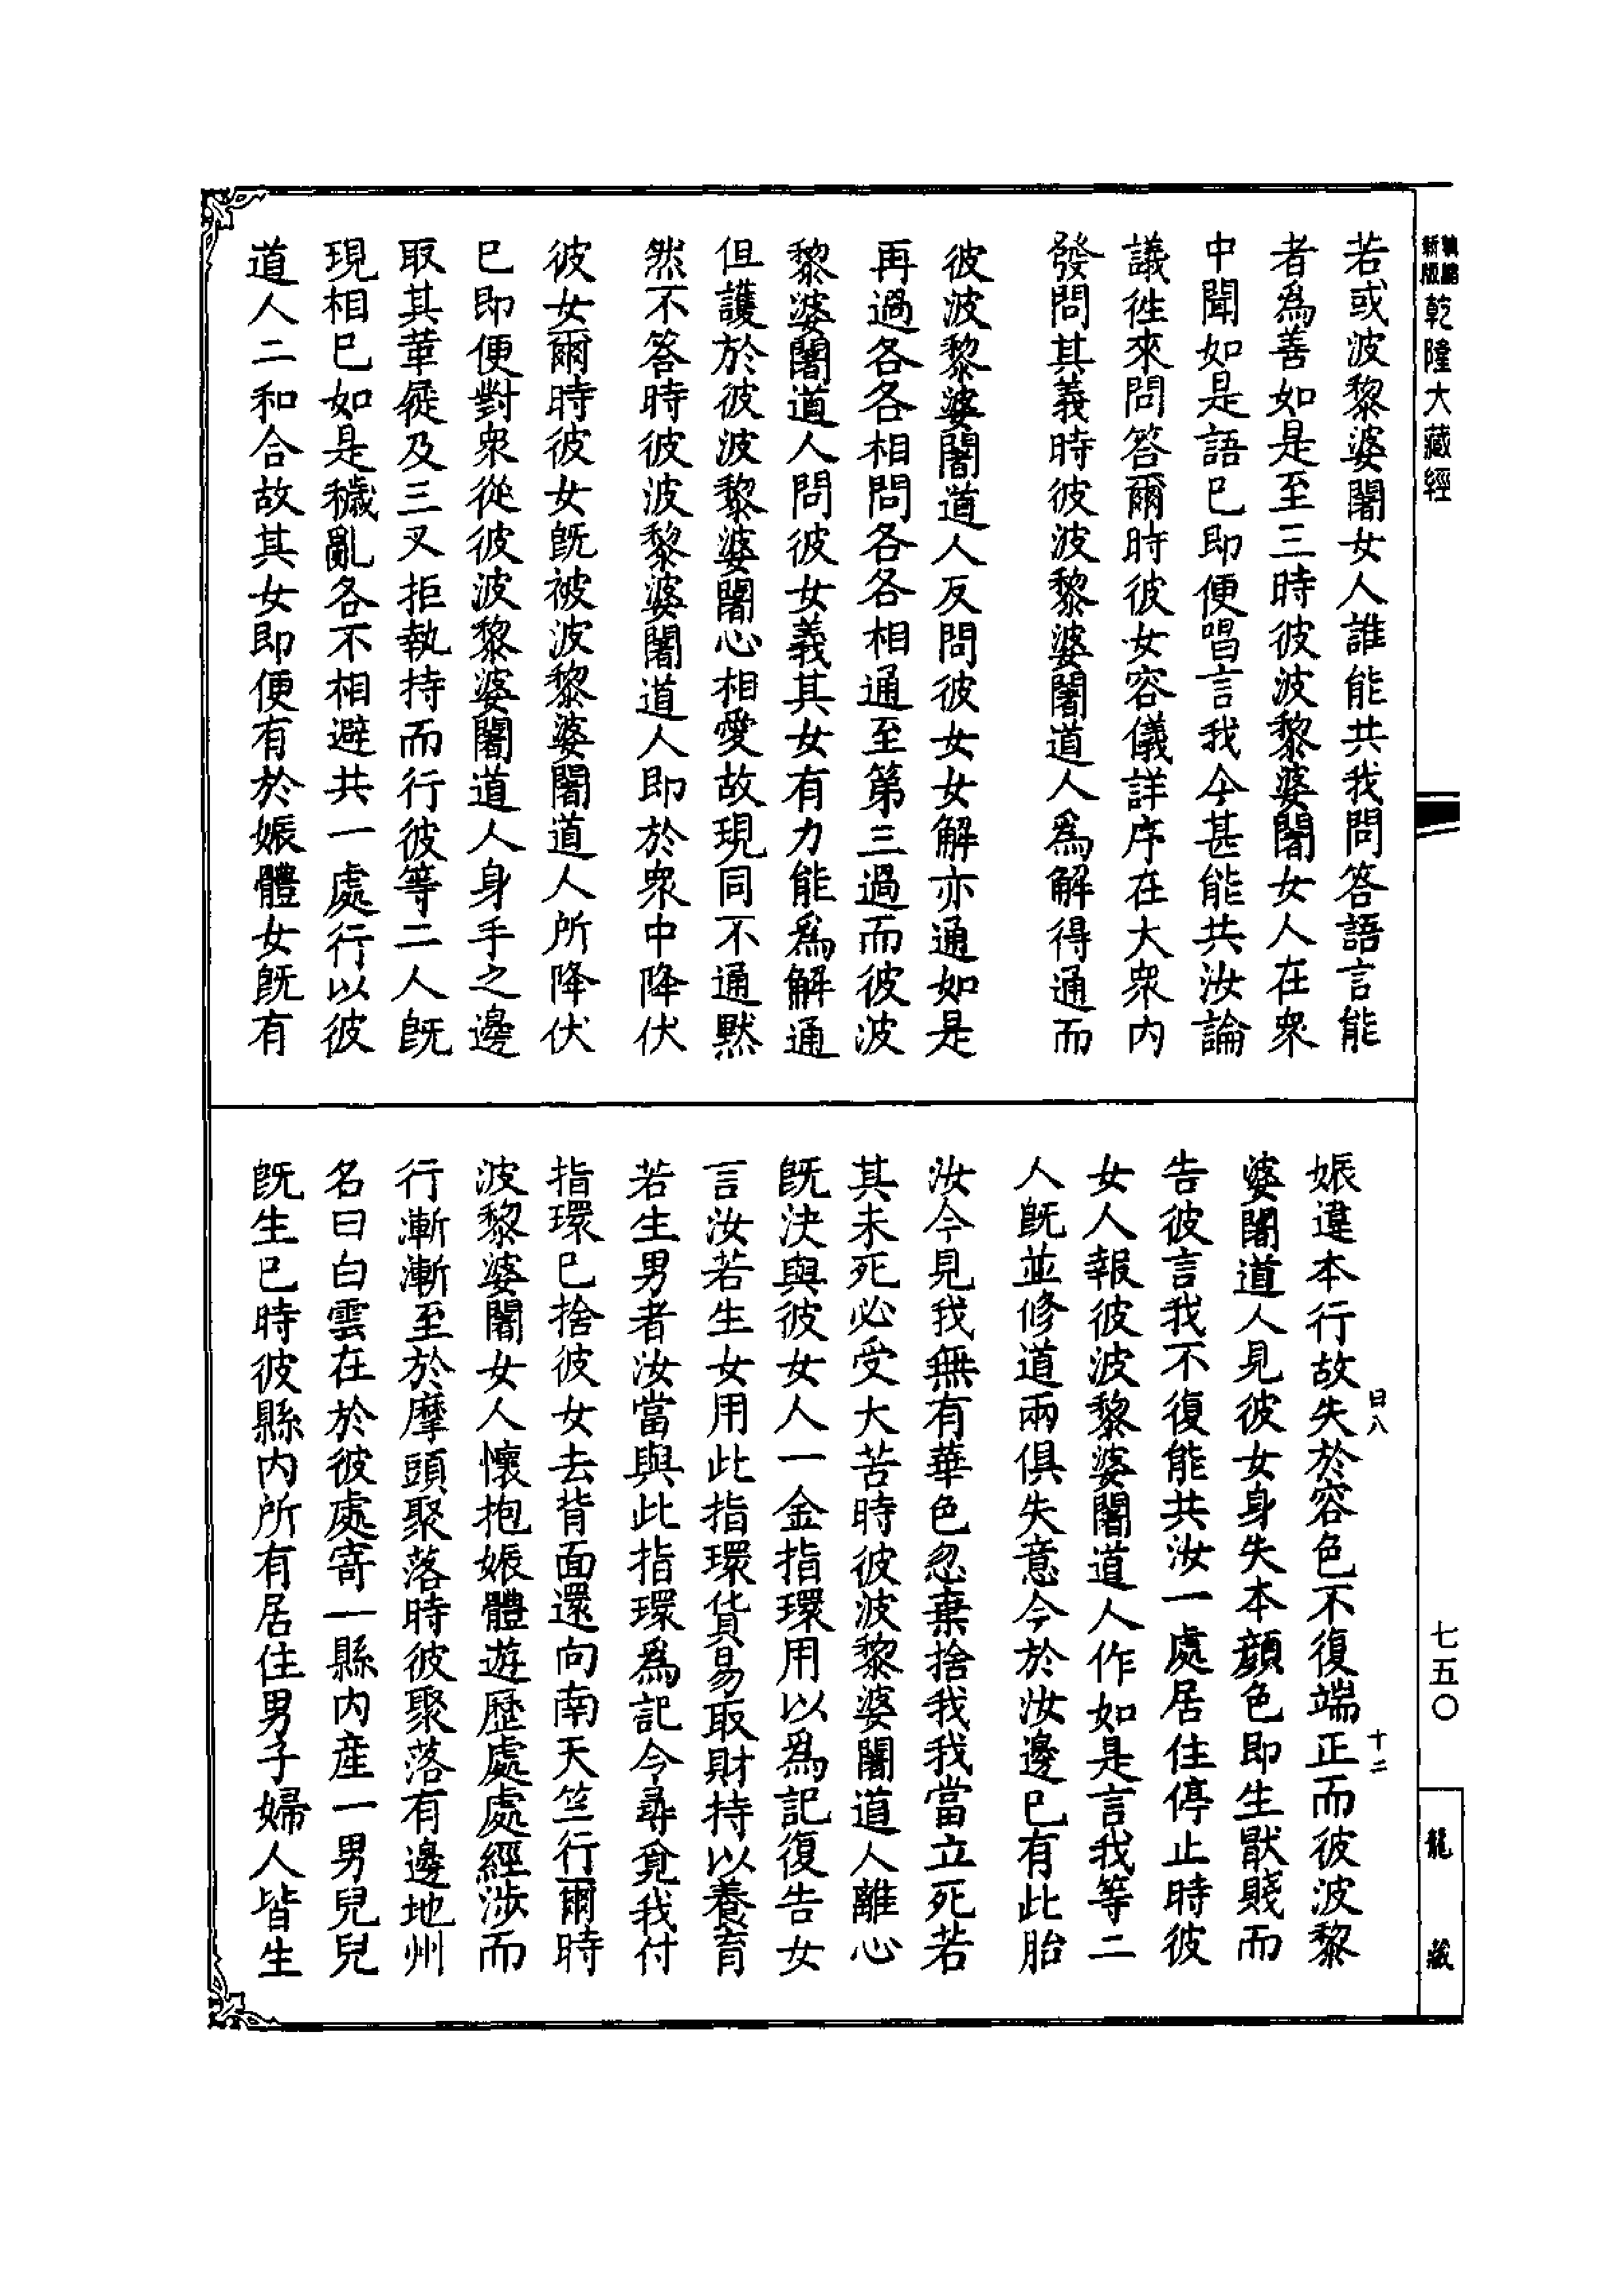 新編縮版 乾隆大藏經
若或波黎婆闍女人誰能共我問答語言能
者為善如是至三時彼波黎婆闍女人在眾
中聞如是語已即便唱言我今甚能共汝論
議徃來問答爾時彼女容儀詳序在大眾內
發問其義時彼波黎婆闍道人為解得通而
彼波黎婆闍道人反問彼女女解亦通如是
再過各各相問各各相通至第三過而彼波
黎婆闍道人問彼女義其女有力能為解通
但護於彼波黎婆闍心相愛故現同不通默
然不答時彼波黎婆闍道人即於眾中降伏
彼女爾時彼女既被波黎婆闍道人所降伏
已即便對眾從彼波黎婆闍道人身手之邊
取其革屣及三叉拒執持而行彼等二人既
現相已如是穢亂各不相避共一處行以彼
道人二和合故其女即便有於娠體女既有
娠違本行故失於容色不復端正而彼波黎
婆闍道人見彼女身失本顏色即生猒賤而
告彼言我不復能共汝一處居住停止時彼
女人報彼波黎婆闍道人作如是言我等二
人既並修道兩俱失意今於汝邊已有此胎
汝今見我無有華色忽棄捨我我當立死若
其未死必受大苦時彼波黎婆闍道人離心
既決與彼女人一金指環用以為記復告女
言汝若生女用此指環貨易取財持以養育
若生男者汝當與此指環為記令尋覓我付
指環已捨彼女去背面還向南天竺行爾時
波黎婆闍女人懷抱娠體遊歷處處經涉而
行漸漸至於摩頭聚落時彼聚落有邊地州
名曰白雲在於彼處寄一縣內產一男兒兒
既生已時彼縣內所有居住男子婦人皆生
曰八
十二
七五〇
龍藏